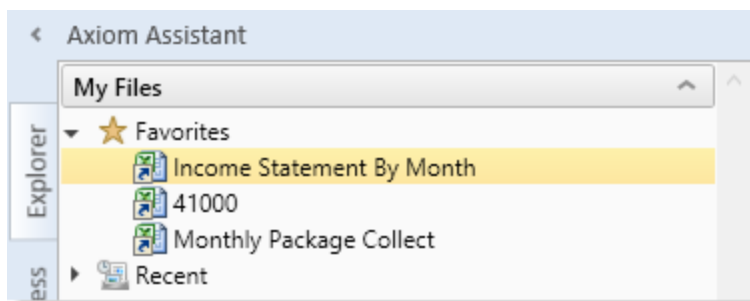 Axiom Assistant
My Files
Explorer
Favorites
Income Statement By Month
41000
Monthly Package Collect
Recent